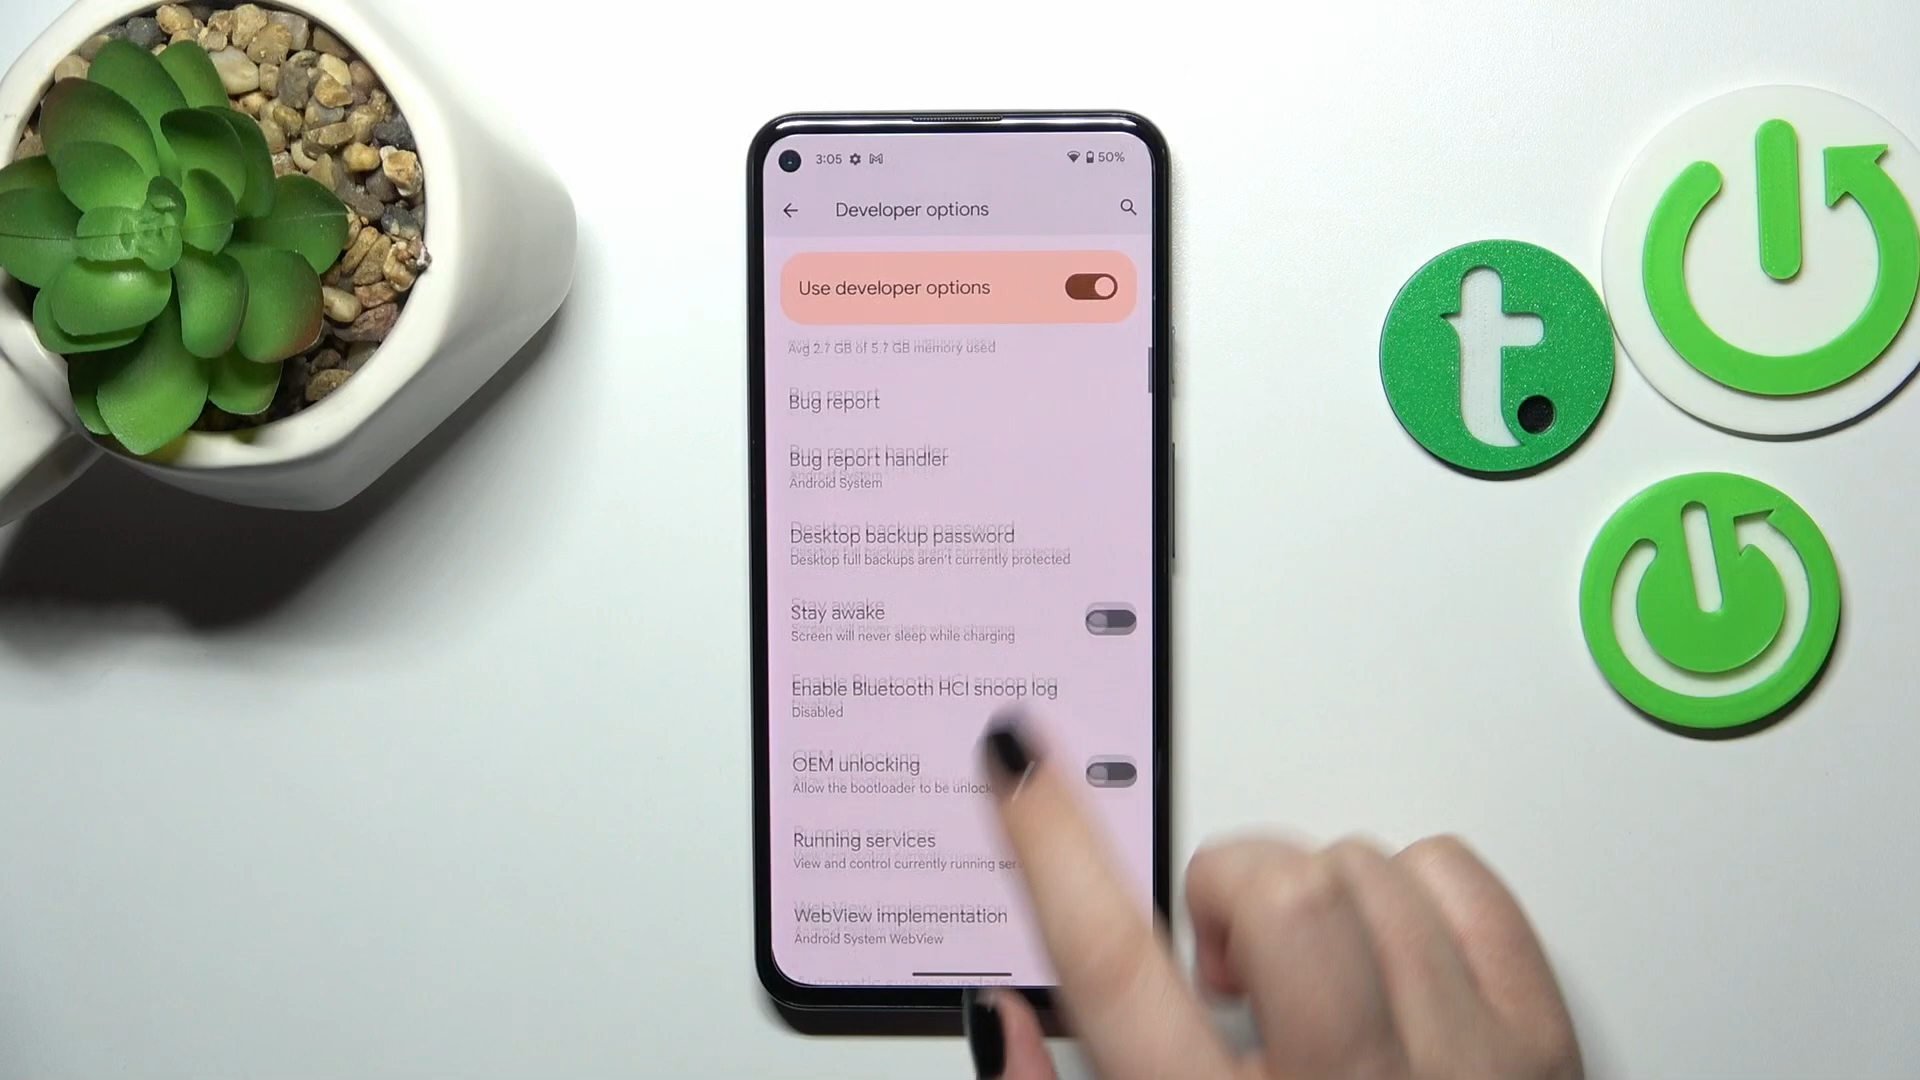 3:05
50%
Developer options
Use developer options
Avg 2.7 GB of 5.7 GB memory used
Bug report
Bug report handler
Android System
Desktop backup password
Desktop full backups aren't currently protected
Stay awake
Screen will never sleep while charging
Enable Bluetooth HCI snoop log
Disabled
OEM unlocking
Allow the bootloader to be
Running services
View and control currently running
WebView implementation
Android System WebView
Automatic system updates
t.